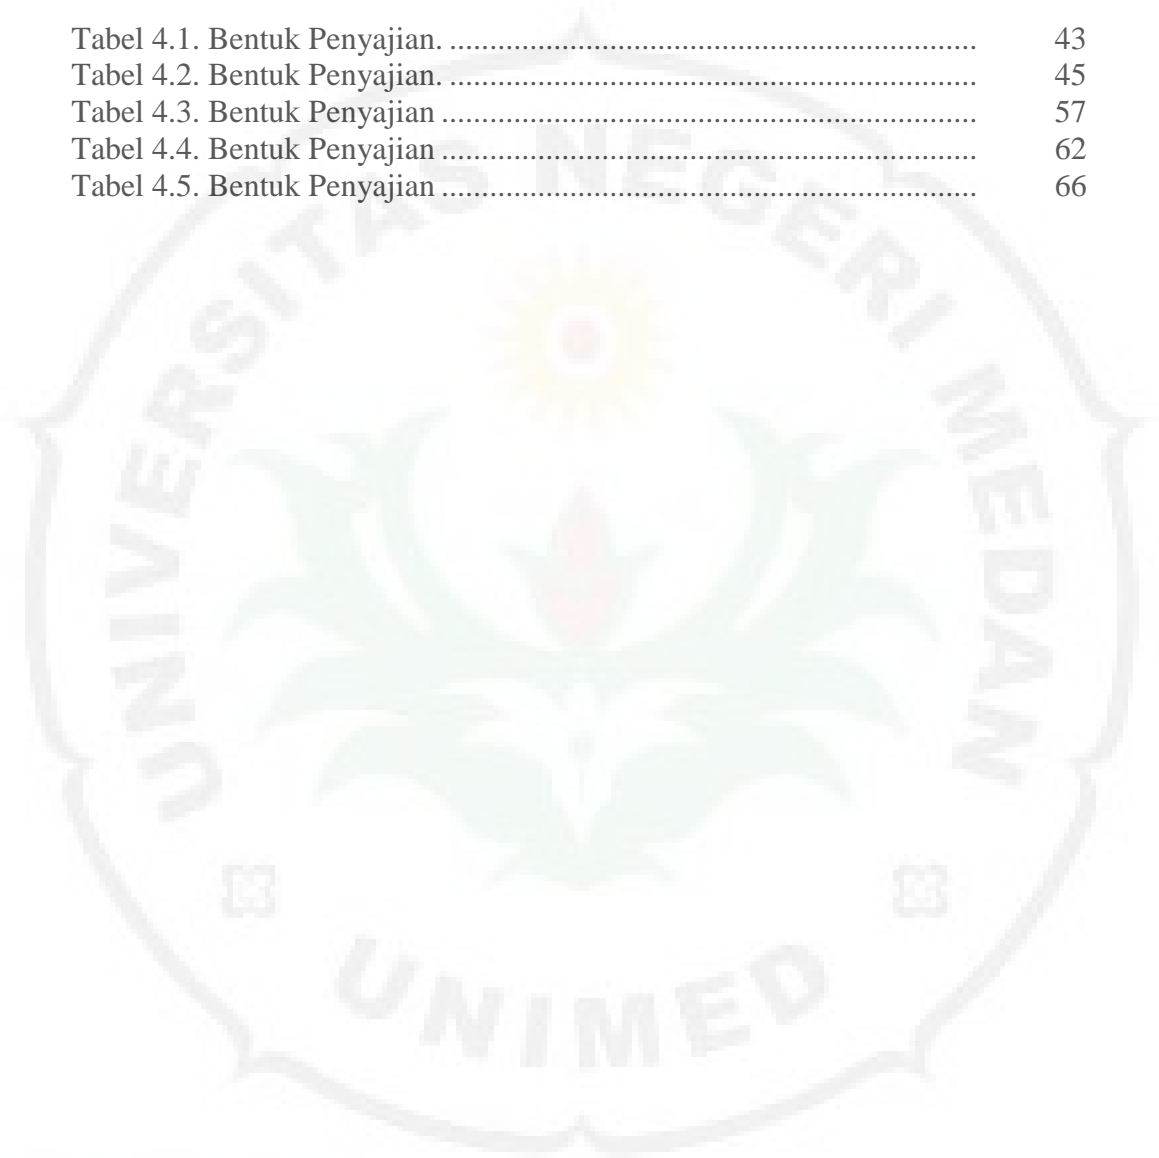 Tabel 4.1. Bentuk Penyajian. ................................................................. 43
Tabel 4.2. Bentuk Penyajian. ................................................................. 45
Tabel 4.3. Bentuk Penyajian .................................................................. 57
Tabel 4.4. Bentuk Penyajian .................................................................. 62
Tabel 4.5. Bentuk Penyajian .................................................................. 66
UNIVERSITAS NEGERI MEDAN
UNIMED